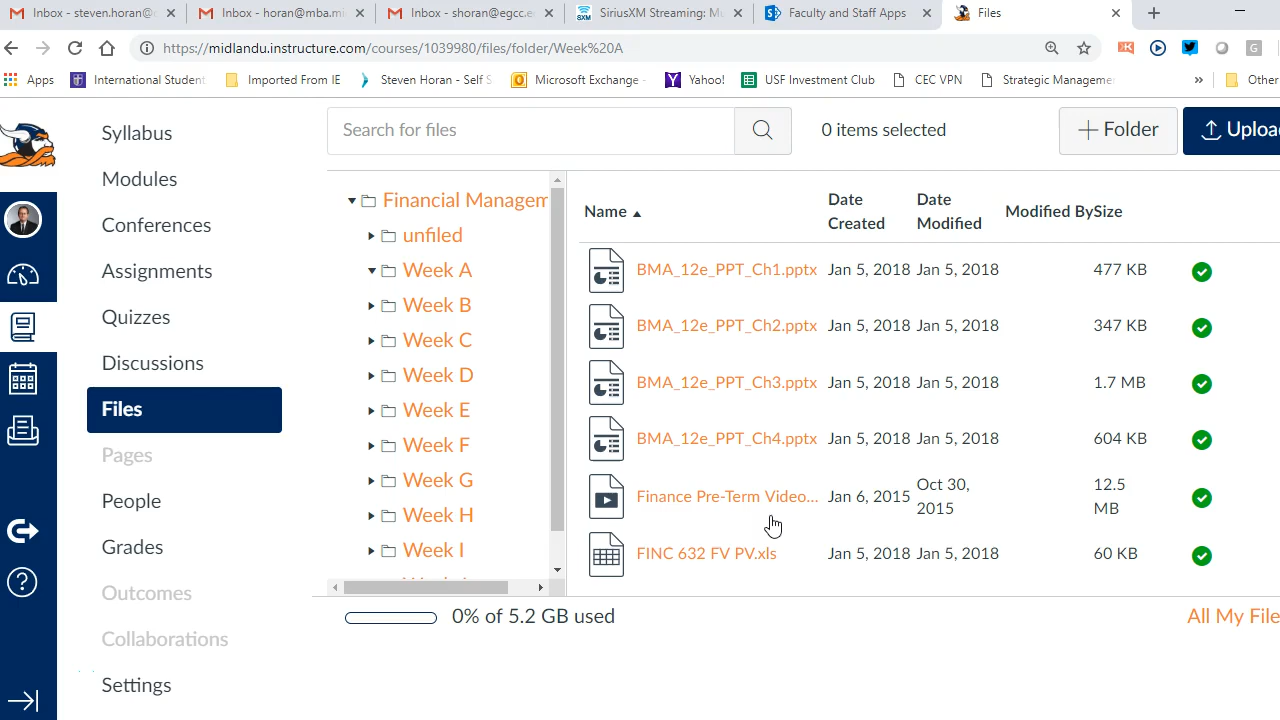 Inbox - steven.horan@
Inbox - horan@mba.mi
Inbox - shoran@egcc.e
SiriusXM Streaming: Mu
Faculty and Staff Apps
Files
https://midlandu.instructure.com/courses/1039980/files/folder/Week%20A
Apps
International Student
Imported From IE
Steven Horan - Self S
Microsoft Exchange -
Yahoo!
USF Investment Club
CEC VPN
Strategic Manageme
»
Other
Syllabus
Modules
Conferences
Assignments
Quizzes
Discussions
Files
Pages
People
Grades
Outcomes
Collaborations
Settings
Search for files
0 items selected
Folder
Uploa
Financial Managem
unfiled
Week A
Week B
Week C
Week D
Week E
Week F
Week G
Week H
Week I
Name
Date Created
Date Modified
Modified By
Size
BMA_12e_PPT_Ch1.pptx Jan 5, 2018 Jan 5, 2018 477 KB
BMA_12e_PPT_Ch2.pptx Jan 5, 2018 Jan 5, 2018 347 KB
BMA_12e_PPT_Ch3.pptx Jan 5, 2018 Jan 5, 2018 1.7 MB
BMA_12e_PPT_Ch4.pptx Jan 5, 2018 Jan 5, 2018 604 KB
Finance Pre-Term Video... Jan 6, 2015 Oct 30, 2015 12.5 MB
FINC 632 FV PV.xls Jan 5, 2018 Jan 5, 2018 60 KB
0% of 5.2 GB used
All My File